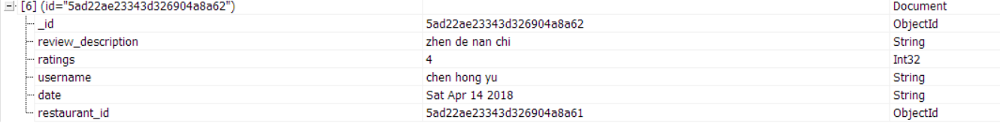 [6] (id="5ad22ae23343d326904a8a62") Document
_id 5ad22ae23343d326904a8a62 ObjectId
review_description zhen de nan chi String
ratings 4 Int32
username chen hong yu String
date Sat Apr 14 2018 String
restaurant_id 5ad22ae23343d326904a8a61 ObjectId